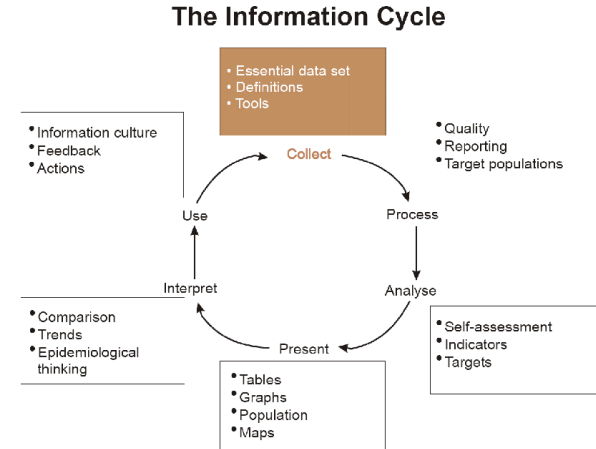 The Information Cycle
• Essential data set
• Definitions
• Tools
Collect
• Quality
• Reporting
• Target populations
Process
Analyse
• Self-assessment
• Indicators
• Targets
Present
• Tables
• Graphs
• Population
• Maps
Interpret
• Comparison
• Trends
• Epidemiological
thinking
Use
• Information culture
• Feedback
• Actions